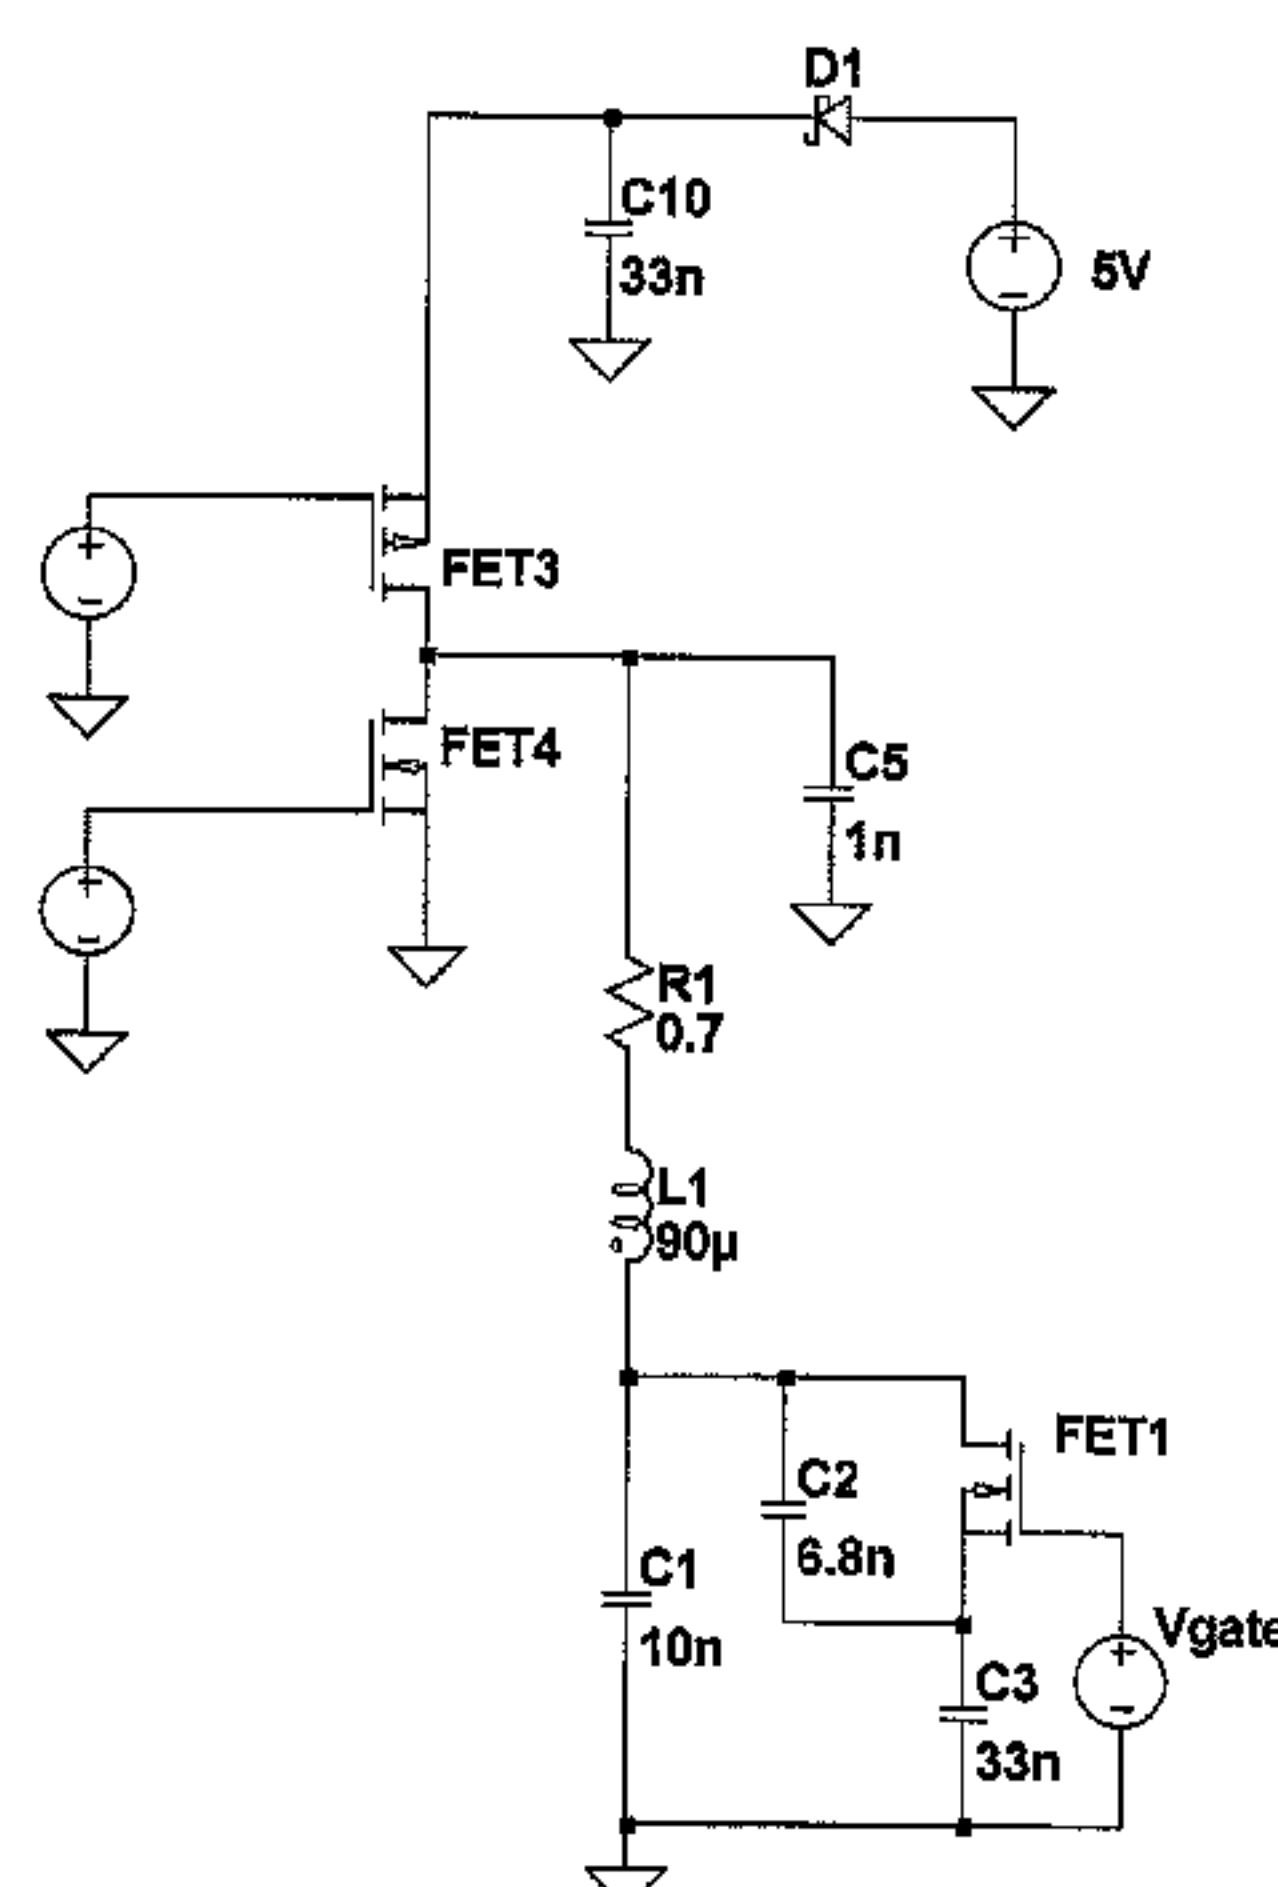 D1
C10
33n
5V
+
-
FET3
+
-
FET4
C5
1n
+
-
R1
0.7
L1
90µ
FET1
C2
6.8n
C1
10n
Vgate
+
-
C3
33n
+
-